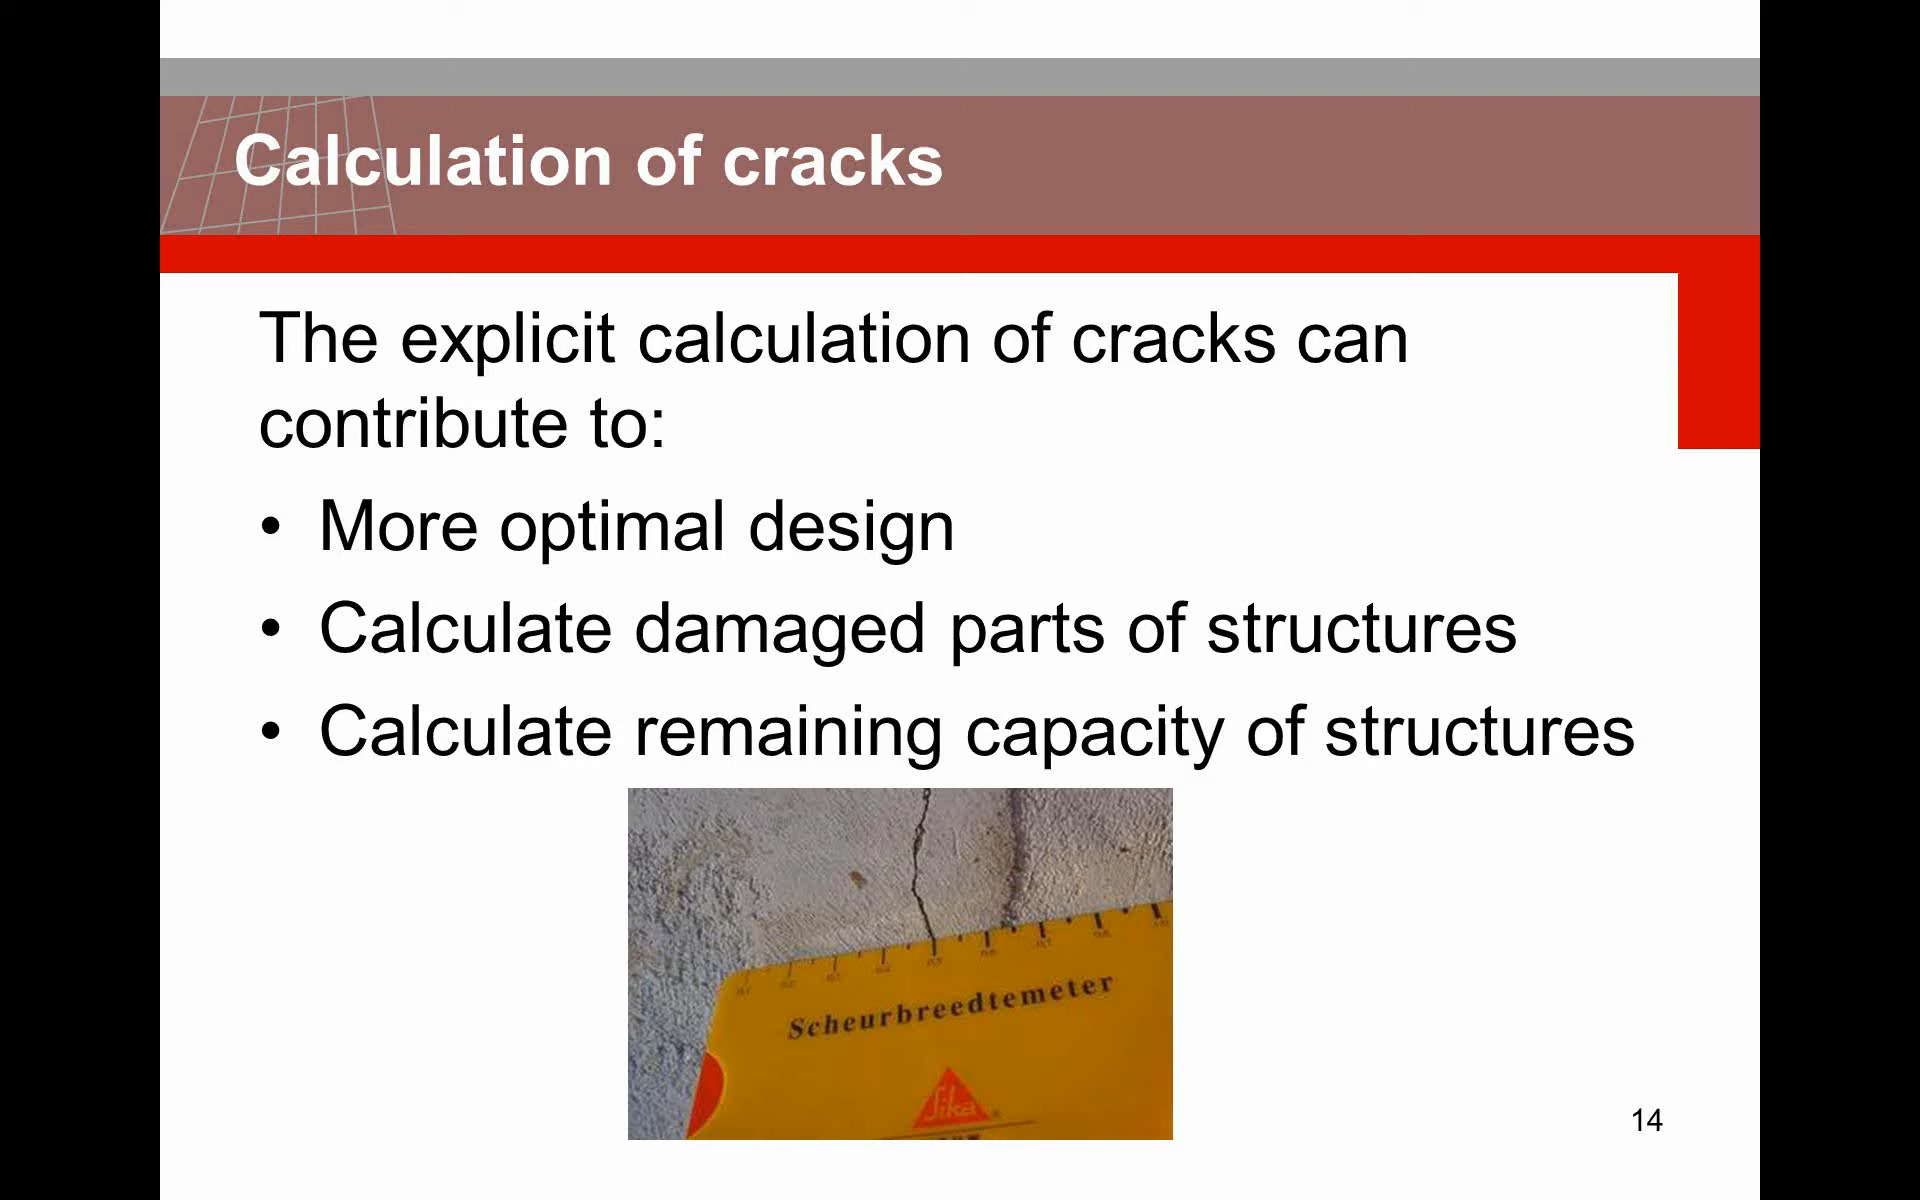 Calculation of cracks
The explicit calculation of cracks can
contribute to:
• More optimal design
• Calculate damaged parts of structures
• Calculate remaining capacity of structures
Scheurbreedtemeter
Sika
14